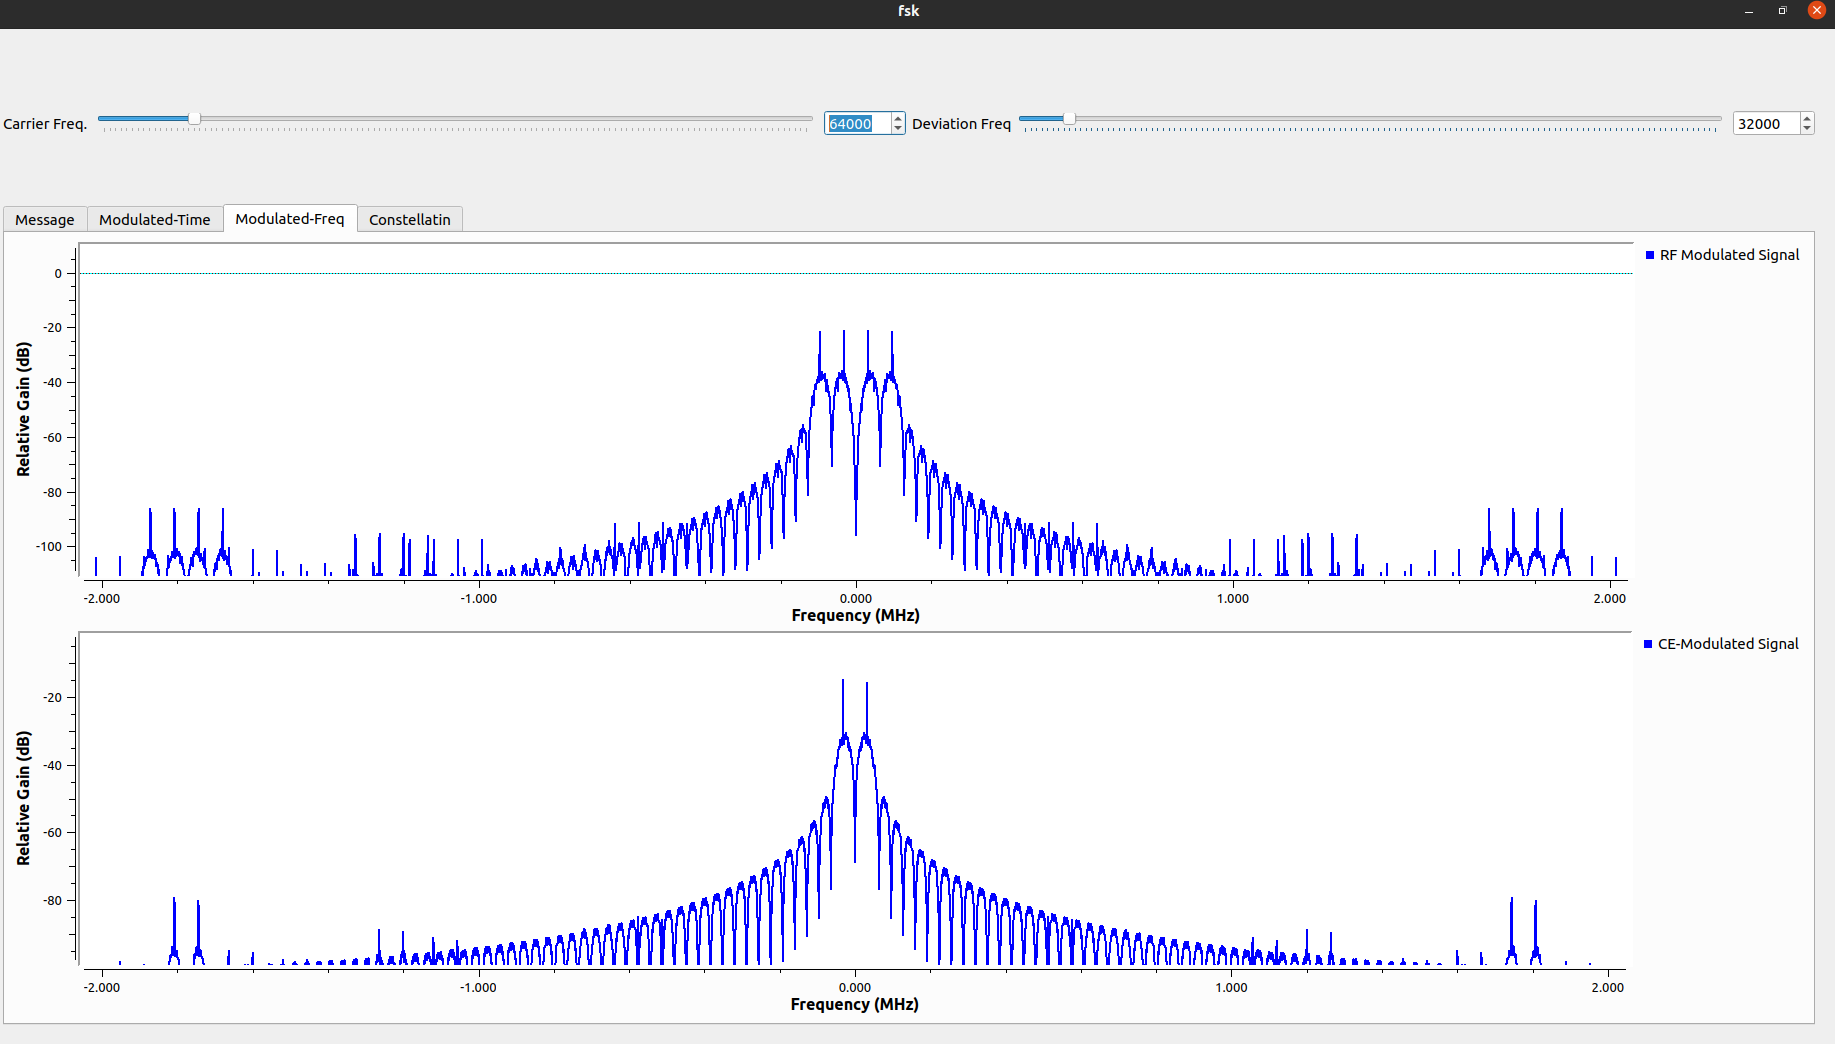 fsk
Carrier Freq. 64000 Deviation Freq 32000
Message Modulated-Time Modulated-Freq Constellatin
RF Modulated Signal
Relative Gain (dB)
0
-20
-40
-60
-80
-100
-2.000 -1.000 0.000 1.000 2.000
Frequency (MHz)
CE-Modulated Signal
Relative Gain (dB)
-20
-40
-60
-80
-2.000 -1.000 0.000 1.000 2.000
Frequency (MHz)